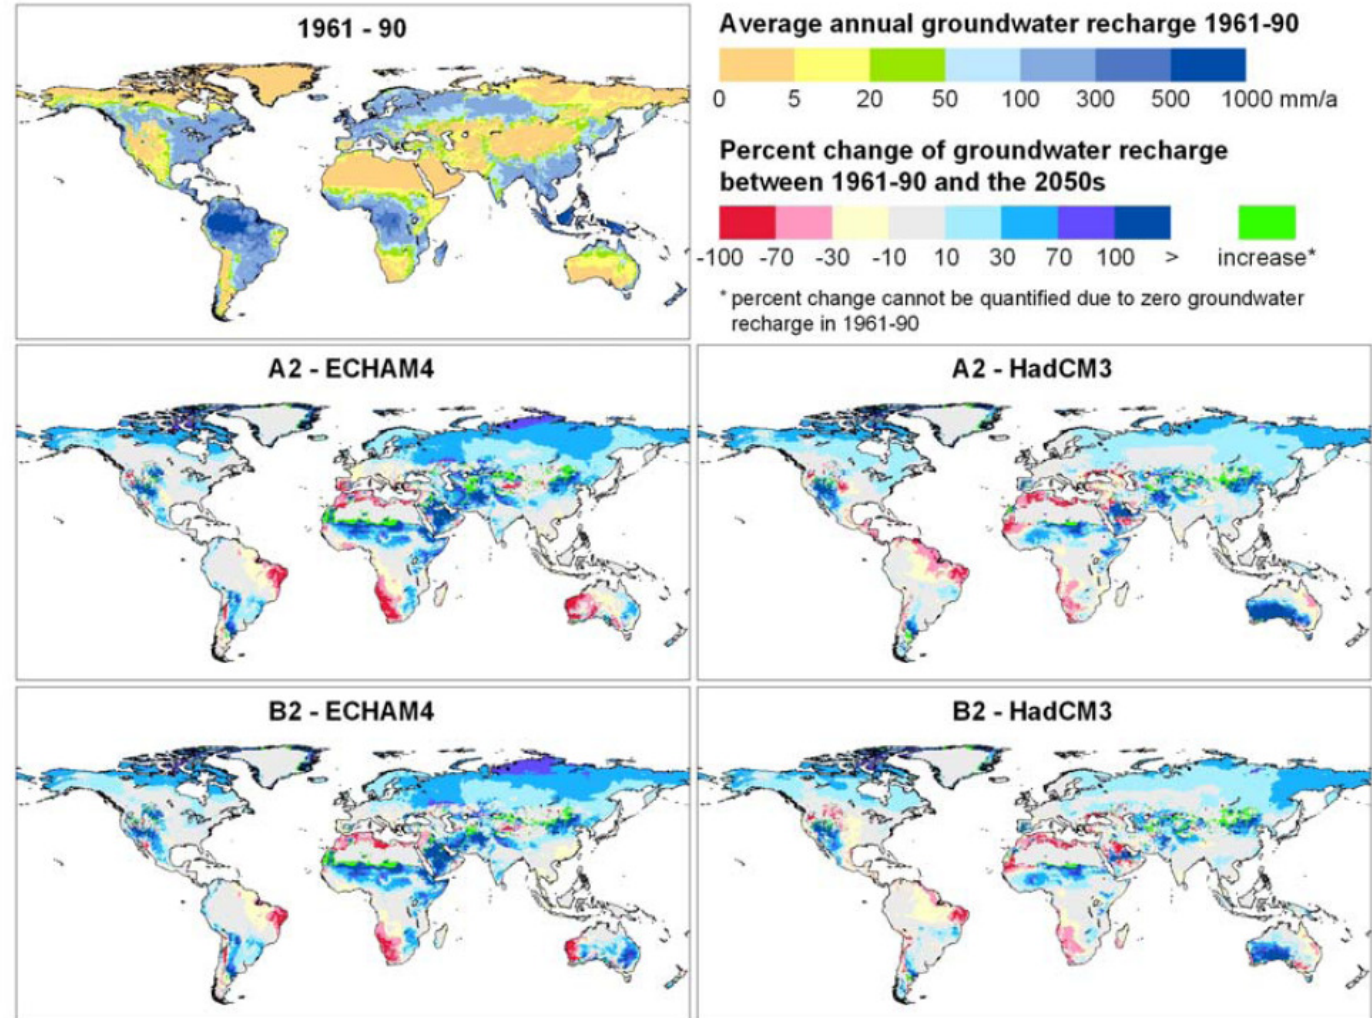 1961 - 90
Average annual groundwater recharge 1961-90
0 5 20 50 100 300 500 1000 mm/a
Percent change of groundwater recharge
between 1961-90 and the 2050s
-100 -70 -30 -10 10 30 70 100 > increase*
* percent change cannot be quantified due to zero groundwater
recharge in 1961-90
A2 - ECHAM4
A2 - HadCM3
B2 - ECHAM4
B2 - HadCM3